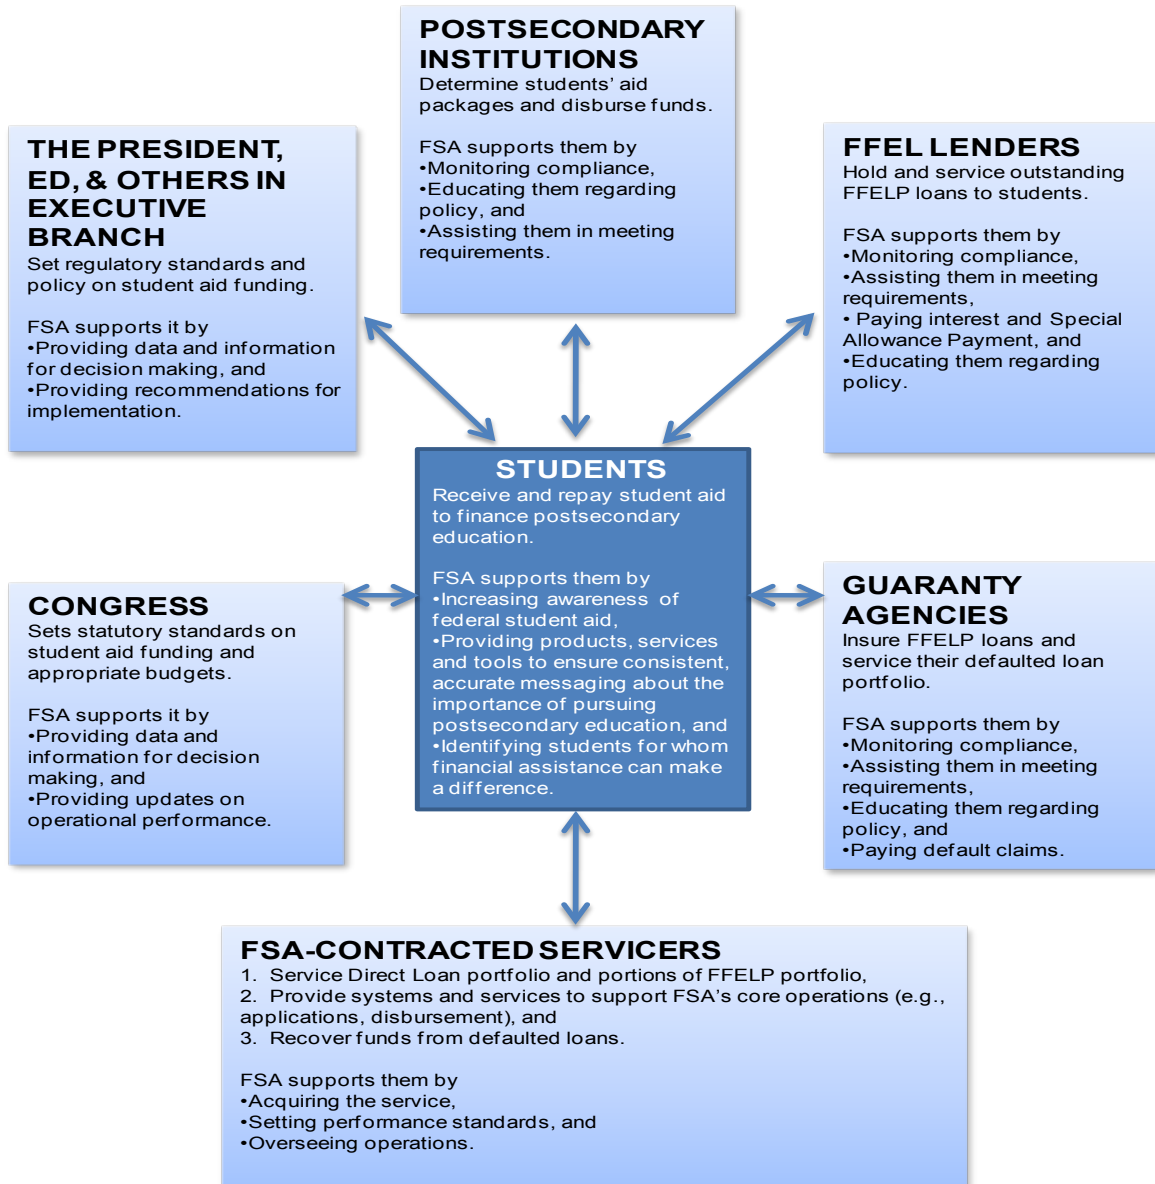 POSTSECONDARY
INSTITUTIONS
Determine students' aid
packages and disburse funds.
FSA supports them by
•Monitoring compliance,
•Educating them regarding
policy, and
•Assisting them in meeting
requirements.
THE PRESIDENT,
ED, & OTHERS IN
EXECUTIVE
BRANCH
Set regulatory standards and
policy on student aid funding.
FSA supports it by
•Providing data and information
for decision making, and
•Providing recommendations for
implementation.
FFEL LENDERS
Hold and service outstanding
FFELP loans to students.
FSA supports them by
•Monitoring compliance,
•Assisting them in meeting
requirements,
• Paying interest and Special
Allowance Payment, and
•Educating them regarding
policy.
STUDENTS
Receive and repay student aid
to finance postsecondary
education.
FSA supports them by
•Increasing awareness of
federal student aid,
•Providing products, services
and tools to ensure consistent,
accurate messaging about the
importance of pursuing
postsecondary education, and
•Identifying students for whom
financial assistance can make
a difference.
CONGRESS
Sets statutory standards on
student aid funding and
appropriate budgets.
FSA supports it by
•Providing data and
information for decision
making, and
•Providing updates on
operational performance.
GUARANTY
AGENCIES
Insure FFELP loans and
service their defaulted loan
portfolio.
FSA supports them by
•Monitoring compliance,
•Assisting them in meeting
requirements,
•Educating them regarding
policy, and
•Paying default claims.
FSA-CONTRACTED SERVICERS
1. Service Direct Loan portfolio and portions of FFELP portfolio,
2. Provide systems and services to support FSA's core operations (e.g.,
applications, disbursement), and
3. Recover funds from defaulted loans.
FSA supports them by
•Acquiring the service,
•Setting performance standards, and
•Overseeing operations.